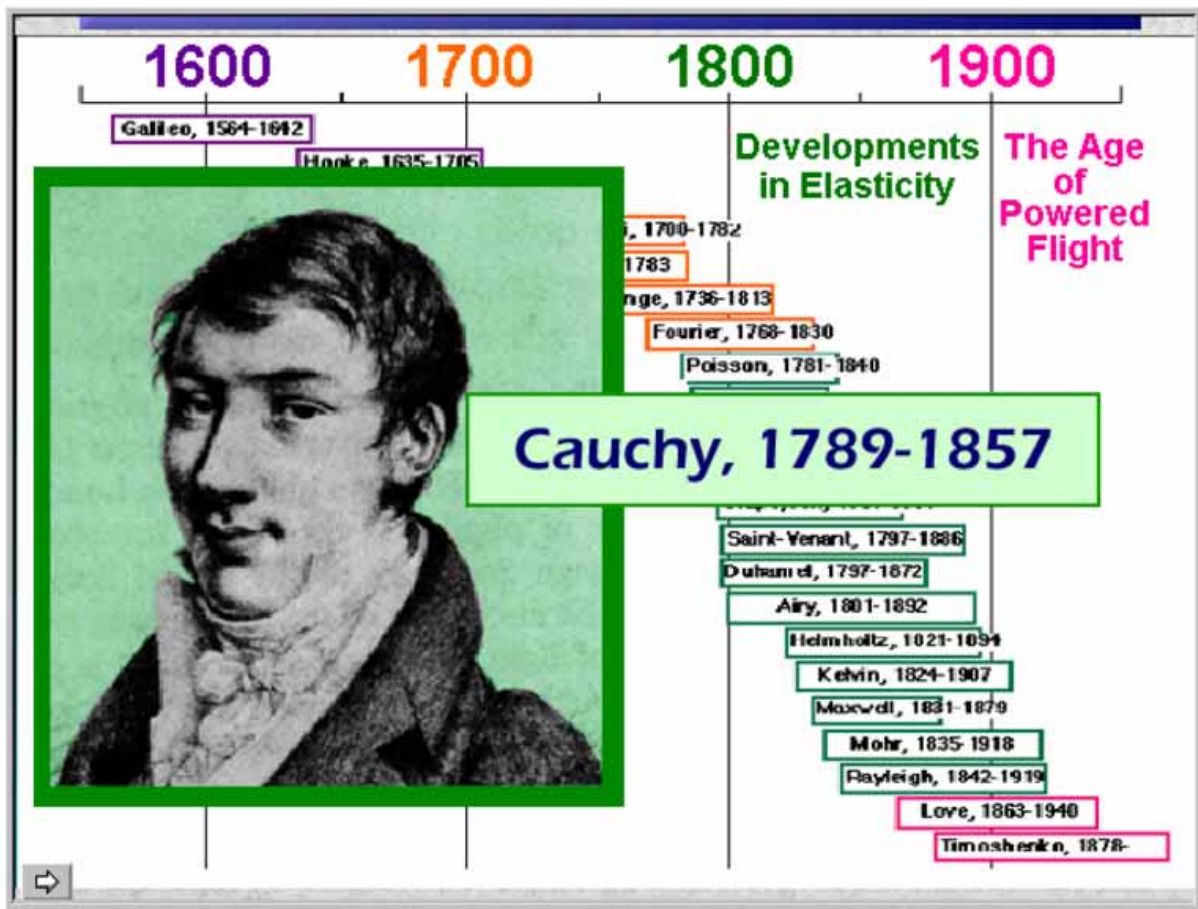 1600 1700 1800 1900
Galileo, 1564-1642
Hooke, 1635-1705
Developments
in Elasticity
The Age
of
Powered
Flight
i, 1700-1782
1783
nge, 1736-1813
Fourier, 1768-1830
Poisson, 1781-1840
Cauchy, 1789-1857
Saint-Venant, 1797-1886
Duhamel, 1797-1872
Airy, 1801-1892
Helmholtz, 1821-1894
Kelvin, 1824-1907
Maxwell, 1831-1879
Mohr, 1835-1918
Rayleigh, 1842-1919
Love, 1863-1940
Timoshenko, 1878-